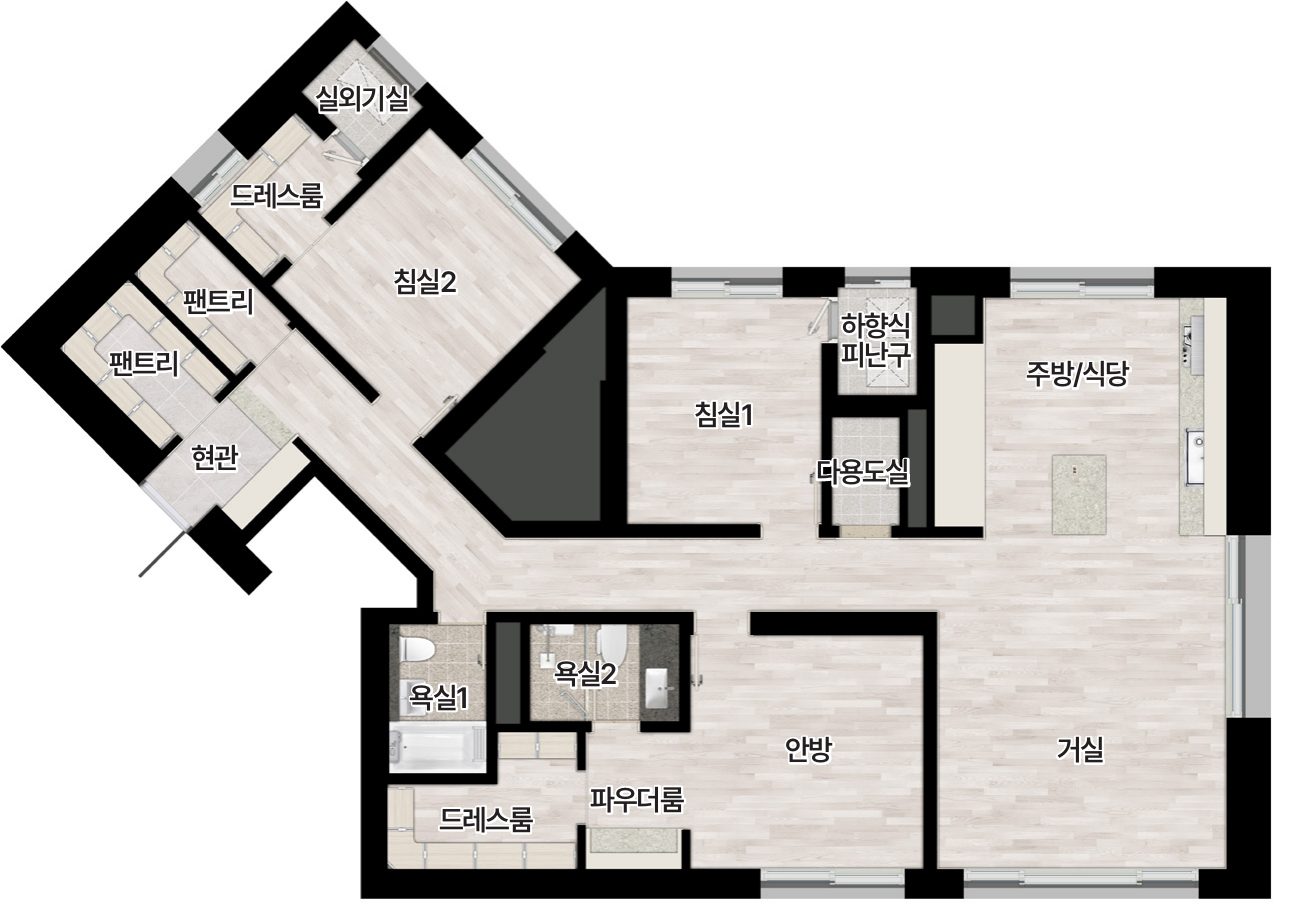 실외기실
드레스룸
침실2
팬트리
팬트리
현관
하향식
피난구
주방/식당
침실1
다용도실
욕실1
욕실2
안방
거실
파우더룸
드레스룸